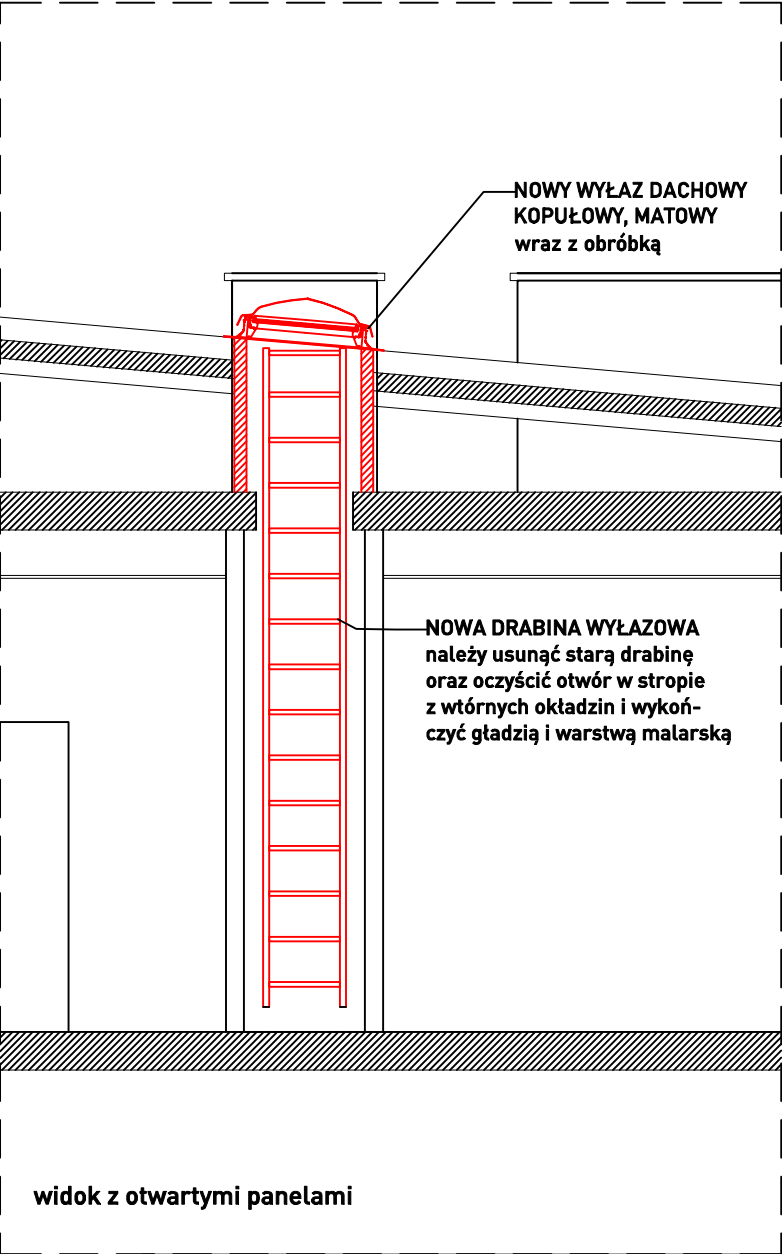 NOWY WYŁAZ DACHOWY
KOPUŁOWY, MATOWY
wraz z obróbką
NOWA DRABINA WYŁAZOWA
należy usunąć starą drabinę
oraz oczyścić otwór w stropie
z wtórnych okładzin i wykoń-
czyć gładzią i warstwą malarską
widok z otwartymi panelami